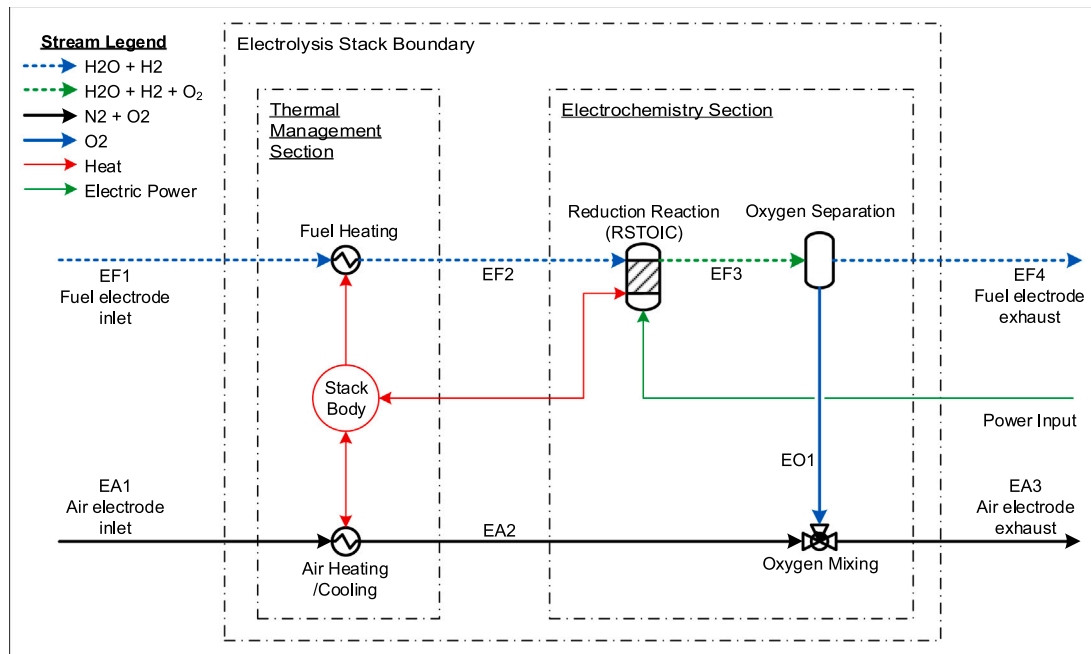 Stream Legend
H2O + H2
H2O + H2 + O₂
N2 + O2
O2
Heat
Electric Power
Electrolysis Stack Boundary
Thermal
Management
Section
Electrochemistry Section
Fuel Heating
Reduction Reaction
(RSTOIC)
Oxygen Separation
EF1
Fuel electrode
inlet
EF2
EF3
EF4
Fuel electrode
exhaust
Stack
Body
Power Input
EO1
EA1
Air electrode
inlet
EA2
EA3
Air electrode
exhaust
Air Heating
/Cooling
Oxygen Mixing